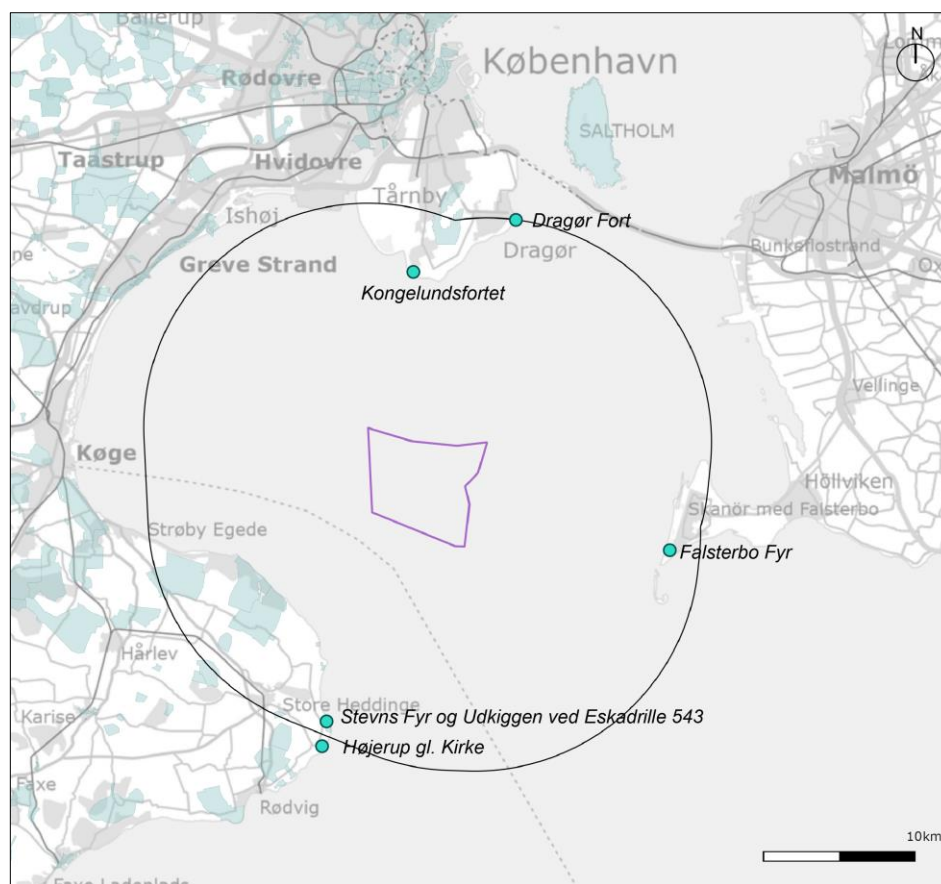 Ballerup
København
N
Rødovre
SALTHOLM
Taastrup
Hvidovre
Malmö
Tårnby
Ishøj
Dragør Fort
Dragør
Bunkeflostrand
Greve Strand
Kongelundsfortet
Vellinge
Køge
Höllviken
Skanör med Falsterbo
Strøby Egede
Falsterbo Fyr
Hårlev
Store Heddinge
Karise
Stevns Fyr og Udkiggen ved Eskadrille 543
Højerup gl. Kirke
Faxe
Rødvig
10km
Faxe Ladeplads